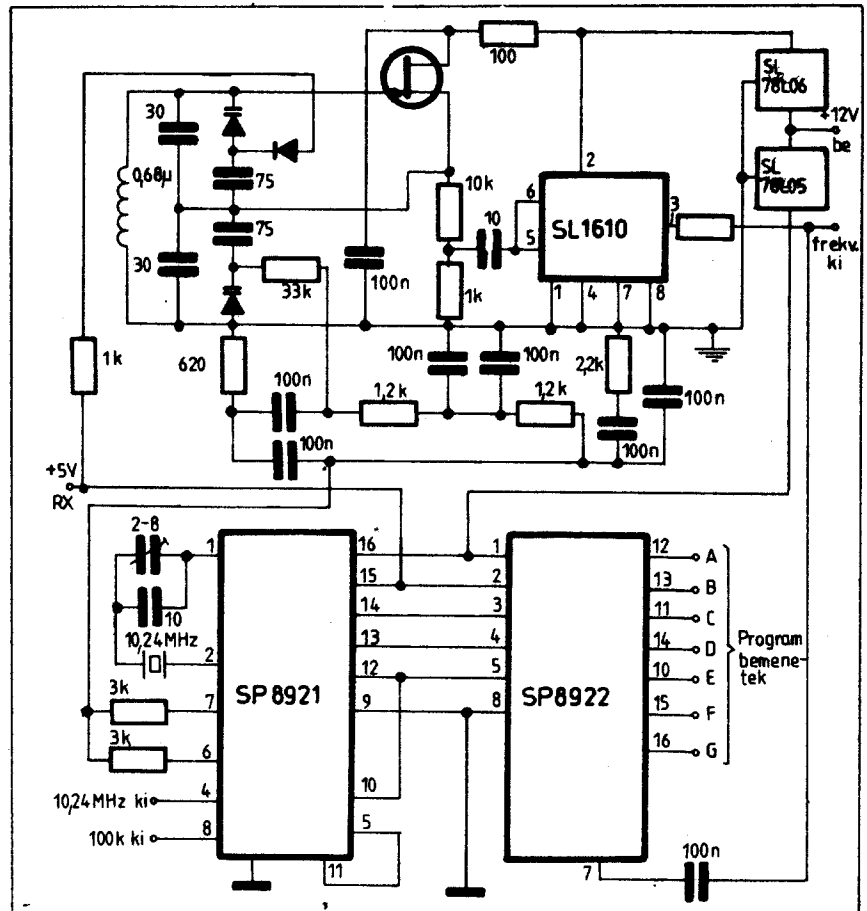 100
SL
78L06
+12V
be
SL
78L05
30
0,68µ
75
75
30
33k
100n
10k
1k
10
6
5
2
SL1610
3
1
4
7
8
frekv.
ki
1k
620
100n
100n
1,2k
100n
100n
1,2k
2,2k
100n
100n
+5V
RX
2-8
10
10,24MHz
3k
3k
10,24MHz ki
100k ki
1
2
7
6
4
8
SP8921
16
15
14
13
12
9
10
5
11
1
2
3
4
5
8
SP8922
7
12
A
13
B
11
C
14
D
10
E
15
F
16
G
Program
bemene-
tek
100n